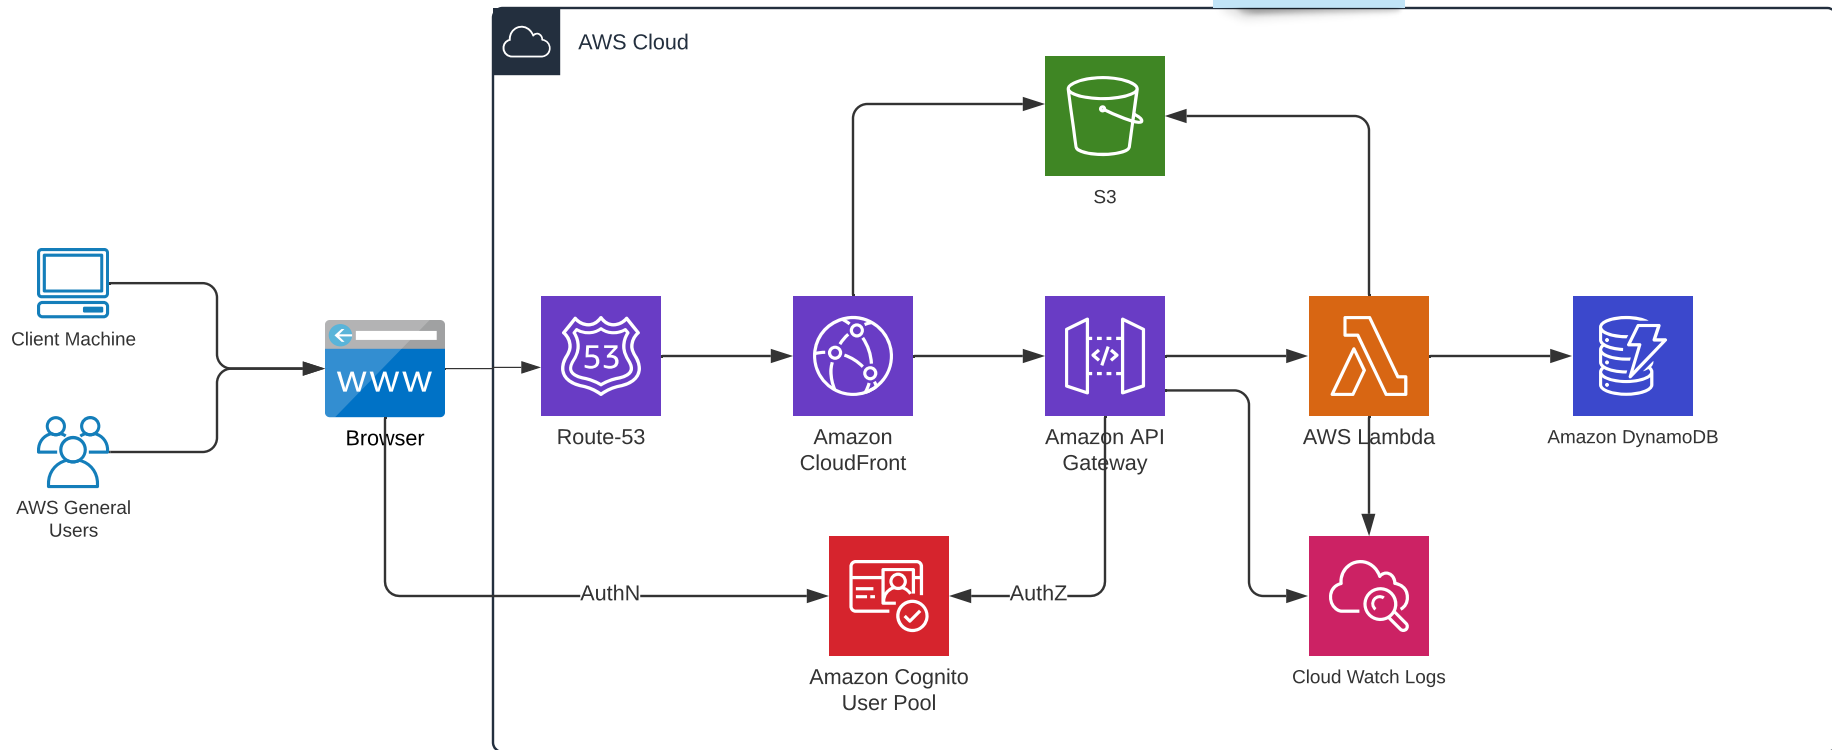 AWS Cloud
S3
Client Machine
WWW
Browser
53
Route-53
Amazon
CloudFront
</>
Amazon API
Gateway
AWS Lambda
Amazon DynamoDB
AWS General
Users
AuthN
AuthZ
Amazon Cognito
User Pool
Cloud Watch Logs